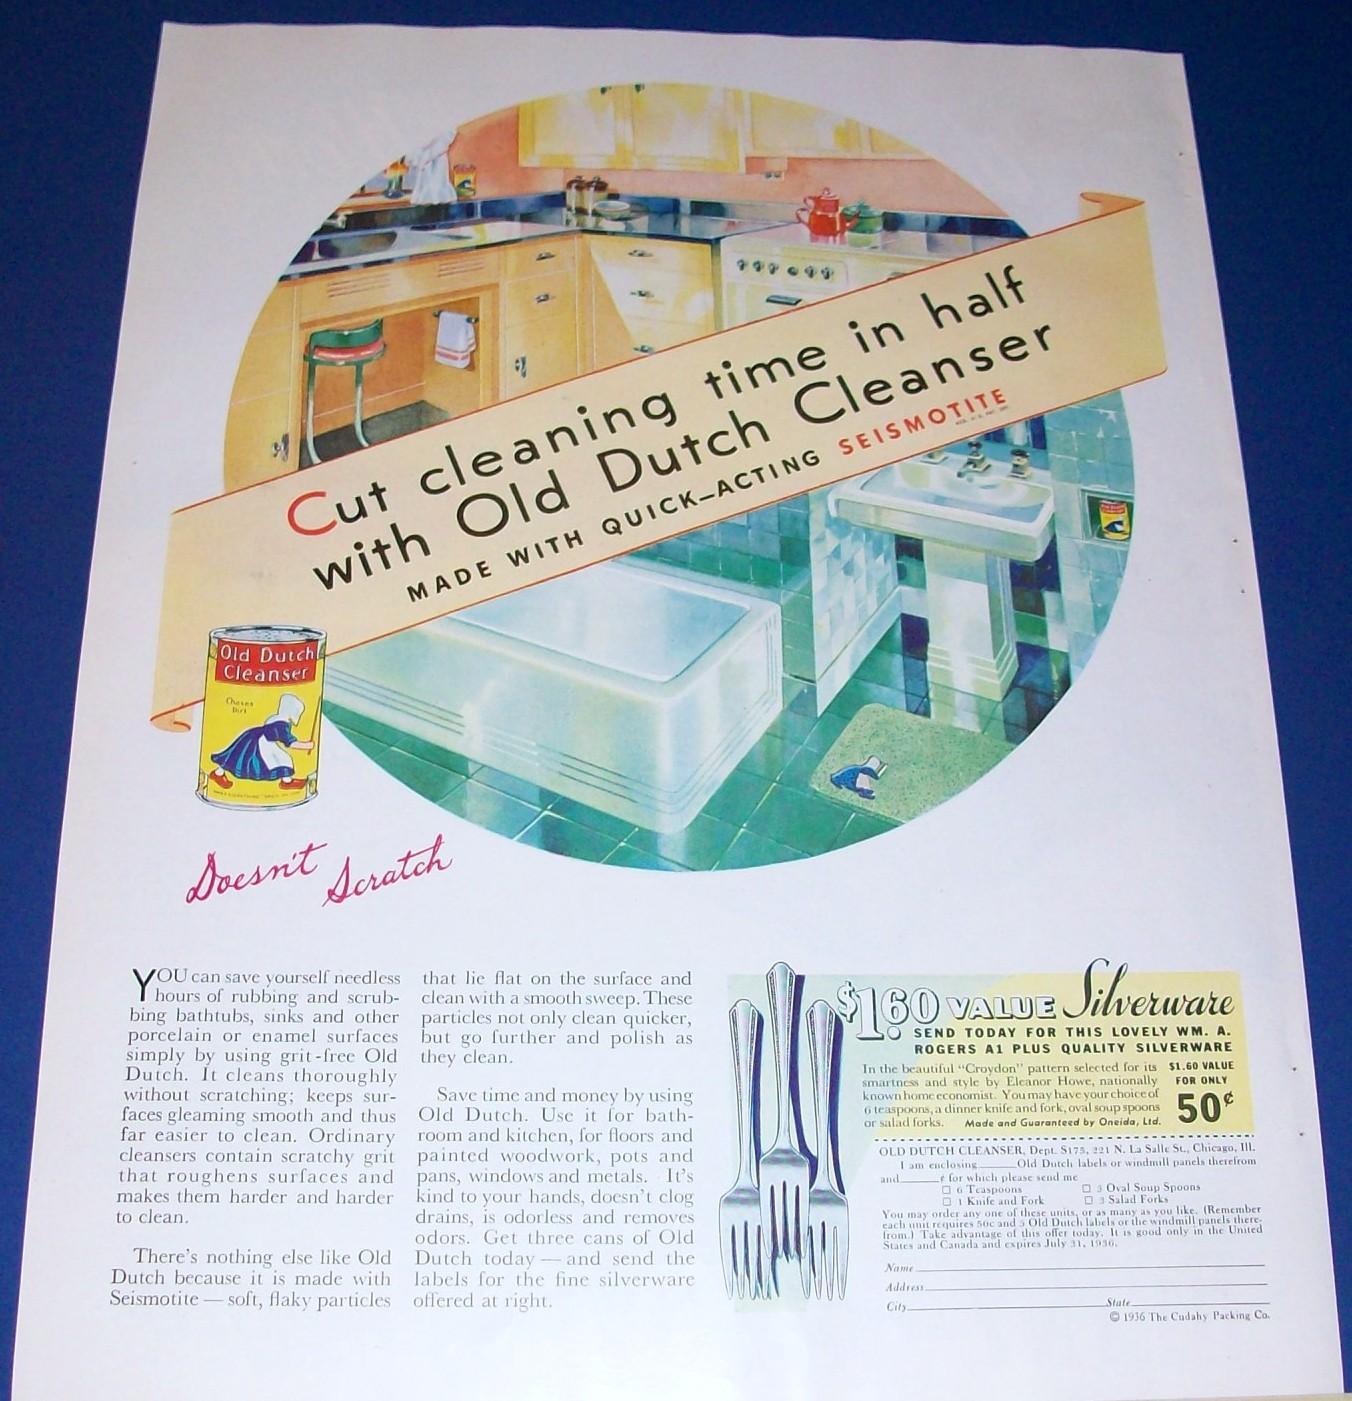 Cut cleaning time in half
with Old Dutch Cleanser
MADE WITH QUICK-ACTING SEISMOTITE
Old Dutch
Cleanser
Chases
Dirt
Doesn't Scratch
YOU can save yourself needless
hours of rubbing and scrub-
bing bathtubs, sinks and other
porcelain or enamel surfaces
simply by using grit-free Old
Dutch. It cleans thoroughly
without scratching; keeps sur-
faces gleaming smooth and thus
far easier to clean. Ordinary
cleansers contain scratchy grit
that roughens surfaces and
makes them harder and harder
to clean.
There's nothing else like Old
Dutch because it is made with
Seismotite — soft, flaky particles
that lie flat on the surface and
clean with a smooth sweep. These
particles not only clean quicker,
but go further and polish as
they clean.
Save time and money by using
Old Dutch. Use it for bath-
room and kitchen, for floors and
painted woodwork, pots and
pans, windows and metals. It's
kind to your hands, doesn't clog
drains, is odorless and removes
odors. Get three cans of Old
Dutch today — and send the
labels for the fine silverware
offered at right.
$1.60 VALUE Silverware
SEND TODAY FOR THIS LOVELY WM. A.
ROGERS A1 PLUS QUALITY SILVERWARE
In the beautiful "Croydon" pattern selected for its
smartness and style by Eleanor Howe, nationally
known home economist. You may have your choice of
6 teaspoons, a dinner knife and fork, oval soup spoons
or salad forks. Made and Guaranteed by Oneida, Ltd.
$1.60 VALUE
FOR ONLY
50¢
OLD DUTCH CLEANSER, Dept. S175, 221 N. La Salle St., Chicago, Ill.
I am enclosing______Old Dutch labels or windmill panels therefrom
and______¢ for which please send me
☐ 6 Teaspoons ☐ 3 Oval Soup Spoons
☐ 1 Knife and Fork ☐ 3 Salad Forks
You may order any one of these units, or as many as you like. (Remember
each unit requires 50c and 3 Old Dutch labels or the windmill panels there-
from.) Take advantage of this offer today. It is good only in the United
States and Canada and expires July 31, 1936.
Name
Address
City State
© 1936 The Cudahy Packing Co.